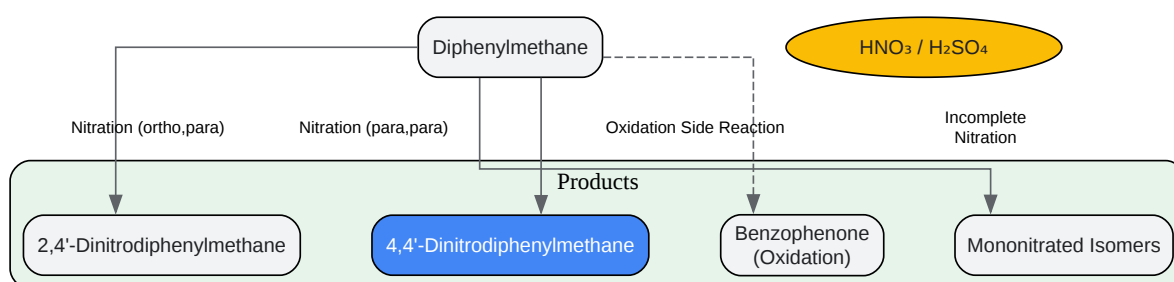 Diphenylmethane
HNO₃ / H₂SO₄
Nitration (ortho,para)
Nitration (para,para)
Oxidation Side Reaction
Incomplete
Nitration
Products
2,4'-Dinitrodiphenylmethane
4,4'-Dinitrodiphenylmethane
Benzophenone
(Oxidation)
Mononitrated Isomers